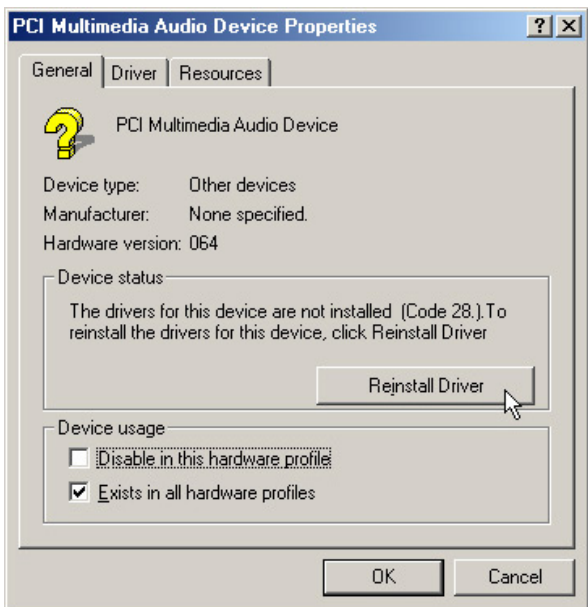 PCI Multimedia Audio Device Properties
General Driver Resources
PCI Multimedia Audio Device
Device type: Other devices
Manufacturer: None specified.
Hardware version: 064
Device status
The drivers for this device are not installed (Code 28.).To
reinstall the drivers for this device, click Reinstall Driver
Reinstall Driver
Device usage
Disable in this hardware profile
Exists in all hardware profiles
OK Cancel